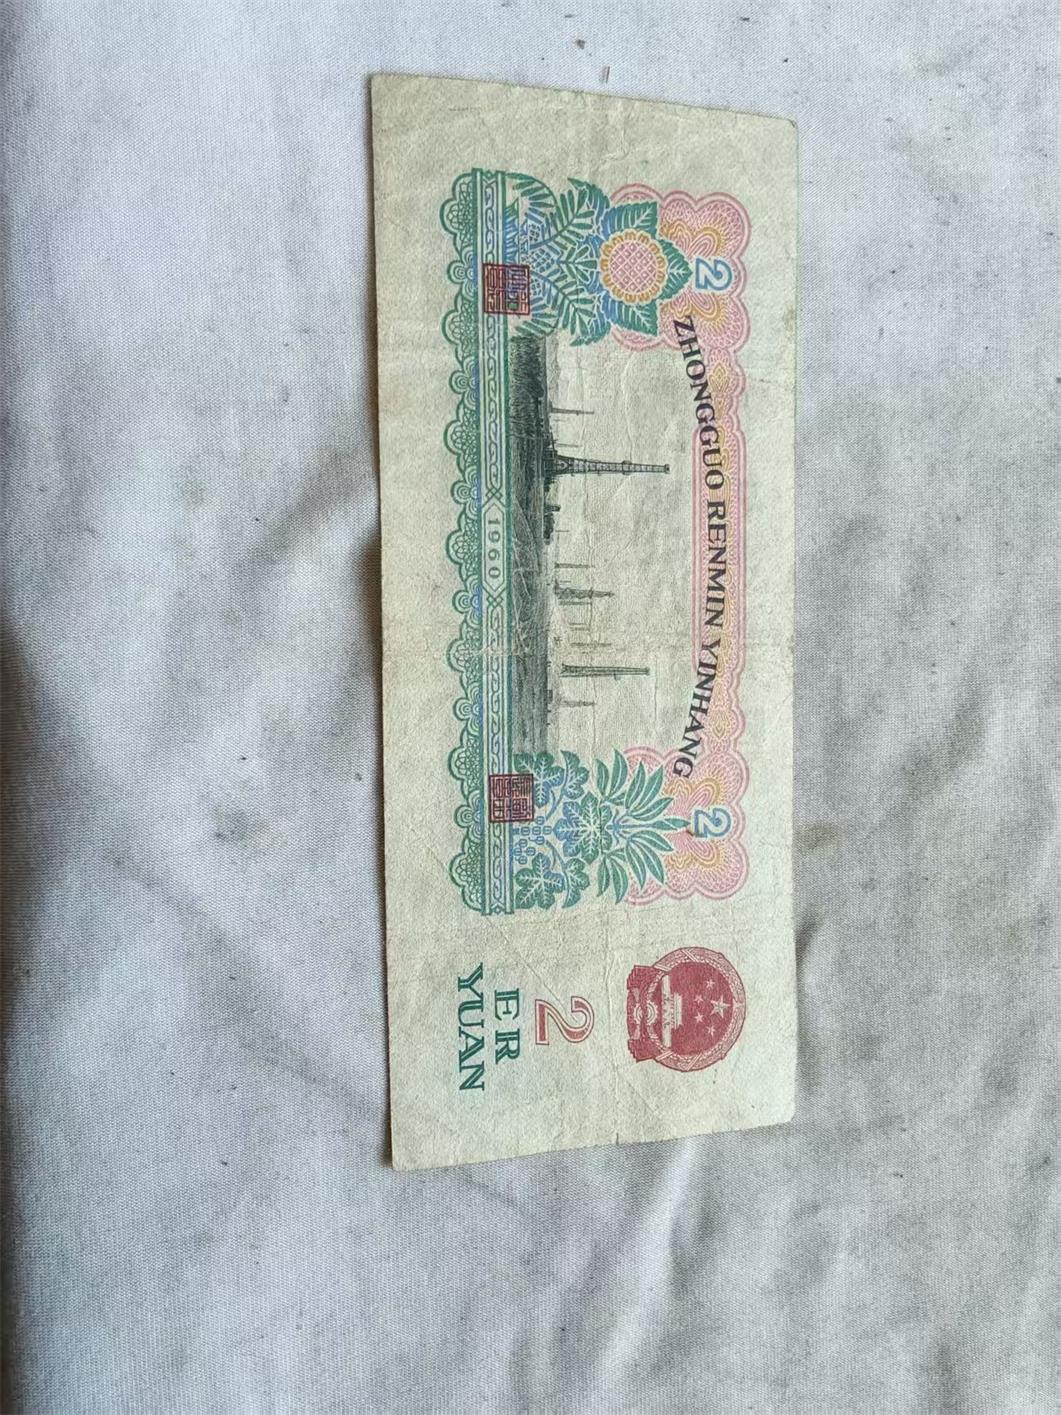 ZHONGGUO RENMIN YINHANG
2
2
2
ER
YUAN
1960